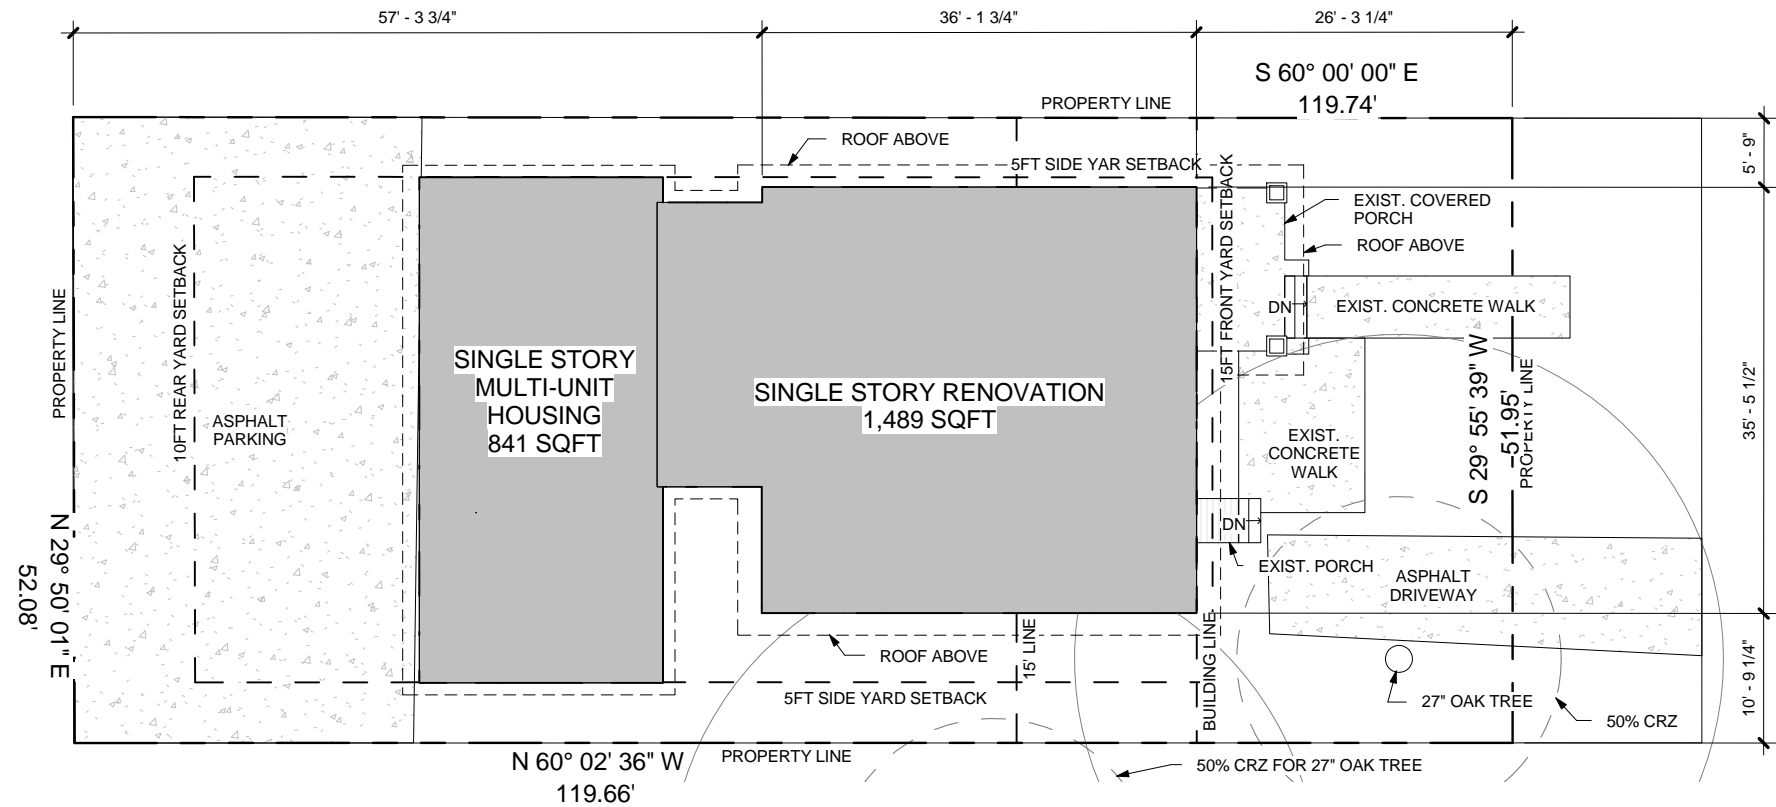 57' - 3 3/4"
36' - 1 3/4"
26' - 3 1/4"
S 60° 00' 00" E
119.74'
PROPERTY LINE
ROOF ABOVE
5FT SIDE YAR SETBACK
5' - 9"
EXIST. COVERED
PORCH
ROOF ABOVE
15FT FRONT YARD SETBACK
DN
EXIST. CONCRETE WALK
PROPERTY LINE
10FT REAR YARD SETBACK
ASPHALT
PARKING
SINGLE STORY
MULTI-UNIT
HOUSING
841 SQFT
SINGLE STORY RENOVATION
1,489 SQFT
EXIST.
CONCRETE
WALK
S 29° 55' 39" W
51.95'
PROPERTY LINE
35' - 5 1/2"
DN
EXIST. PORCH
ASPHALT
DRIVEWAY
N 29° 50' 01" E
52.08'
ROOF ABOVE
15' LINE
BUILDING LINE
5FT SIDE YARD SETBACK
27" OAK TREE
50% CRZ
10' - 9 1/4"
N 60° 02' 36" W
119.66'
PROPERTY LINE
50% CRZ FOR 27" OAK TREE